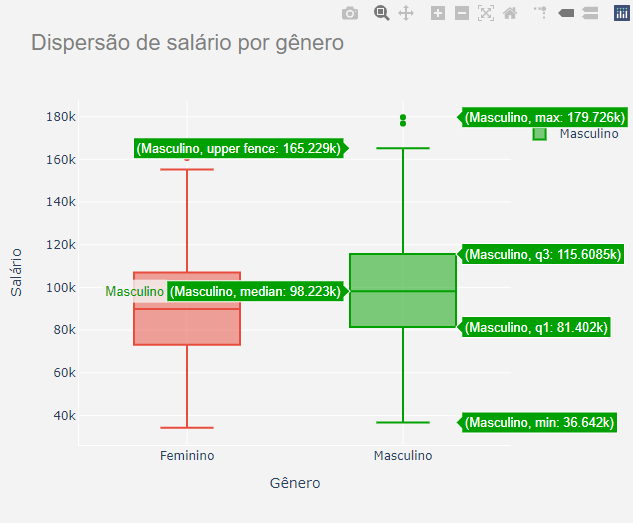 Dispersão de salário por gênero
180k
160k
140k
120k
100k
80k
60k
40k
Salário
(Masculino, max: 179.726k)
Masculino
(Masculino, upper fence: 165.229k)
(Masculino, q3: 115.6085k)
Masculino (Masculino, median: 98.223k)
(Masculino, q1: 81.402k)
(Masculino, min: 36.642k)
Feminino
Masculino
Gênero